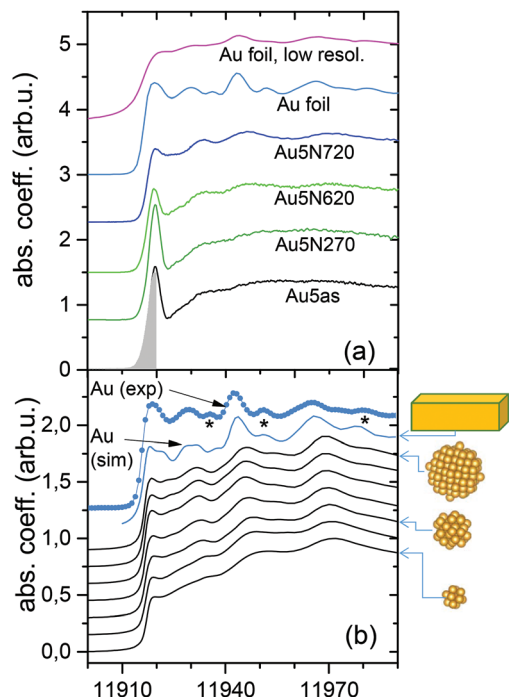 abs. coeff. (arb.u.)
5
4
3
2
1
0
Au foil, low resol.
Au foil
Au5N720
Au5N620
Au5N270
Au5as
(a)
abs. coeff. (arb.u.)
2,0
1,5
1,0
0,5
0,0
Au (exp)
* * *
Au
(sim)
(b)
11910 11940 11970